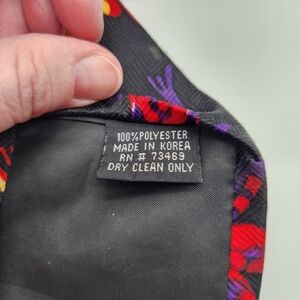 100% POLYESTER
MADE IN KOREA
RN # 73469
DRY CLEAN ONLY